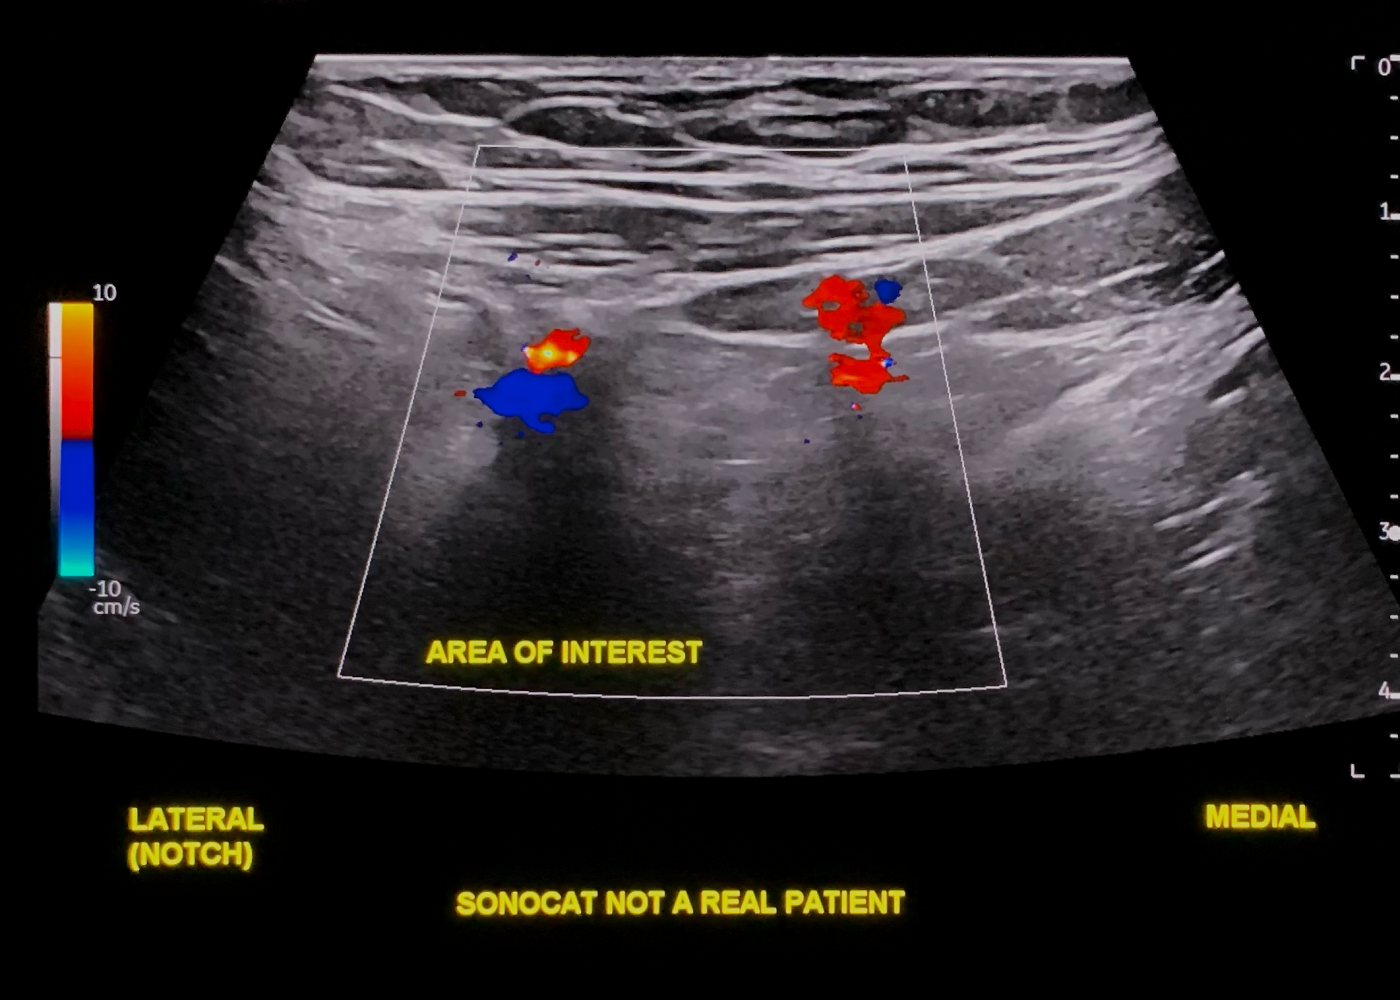 0
1
10
2
3
-10
cm/s
AREA OF INTEREST
4
LATERAL
(NOTCH)
MEDIAL
SONOCAT NOT A REAL PATIENT